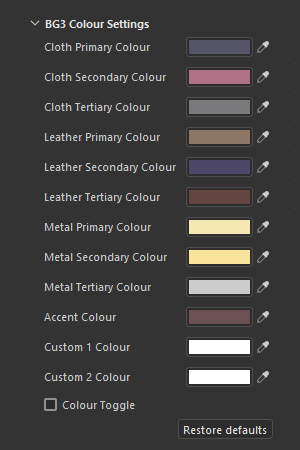 BG3 Colour Settings
Cloth Primary Colour
Cloth Secondary Colour
Cloth Tertiary Colour
Leather Primary Colour
Leather Secondary Colour
Leather Tertiary Colour
Metal Primary Colour
Metal Secondary Colour
Metal Tertiary Colour
Accent Colour
Custom 1 Colour
Custom 2 Colour
Colour Toggle
Restore defaults